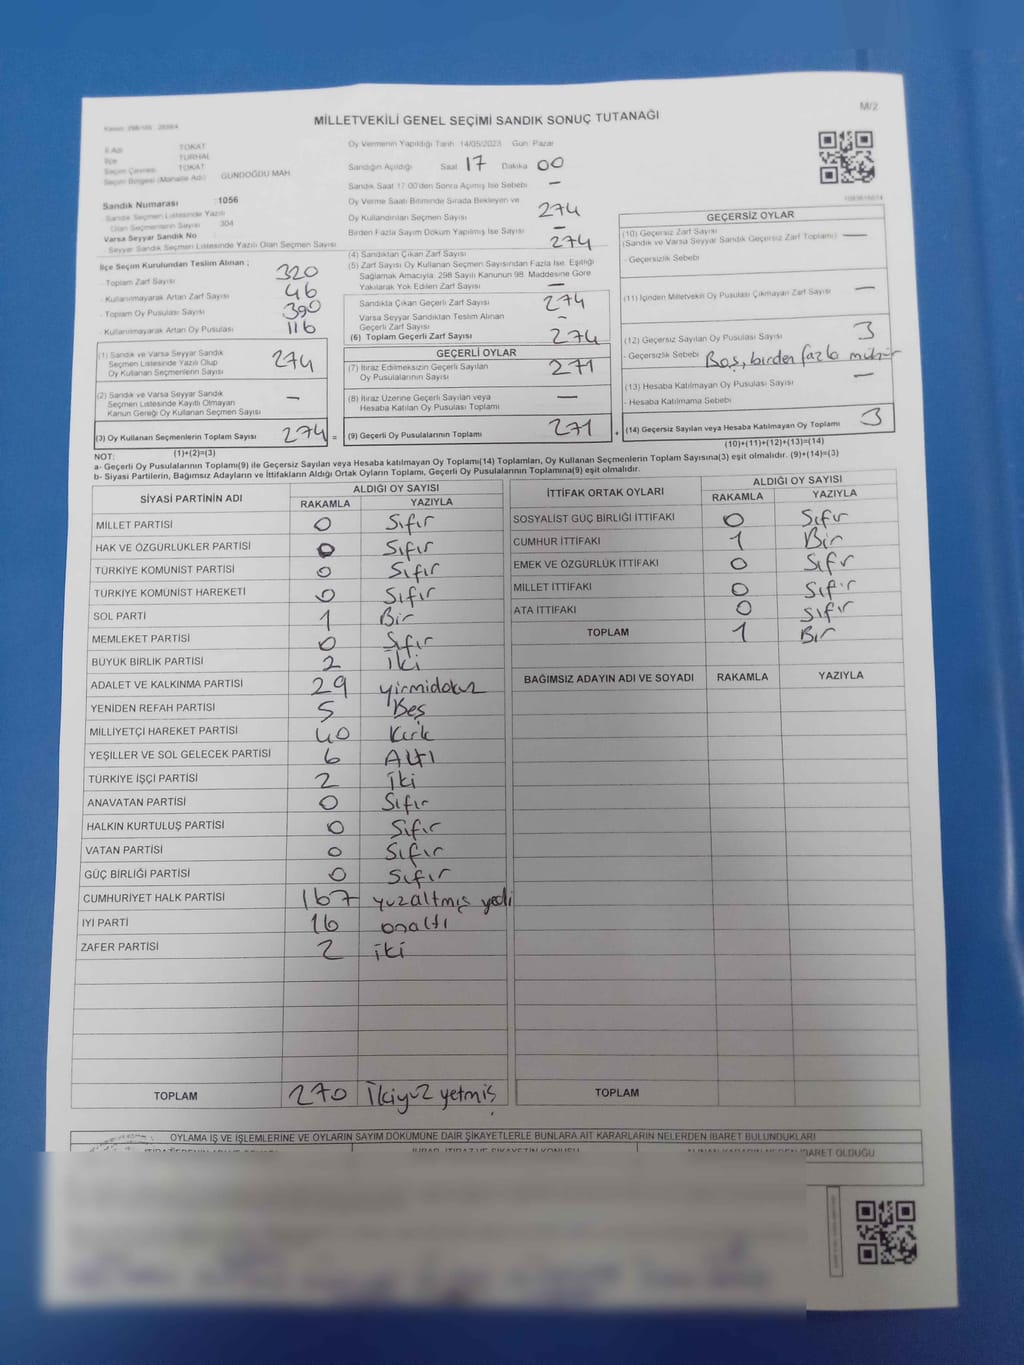 M/2
MİLLETVEKİLİ GENEL SEÇİMİ SANDIK SONUÇ TUTANAĞI
İl Adı TOKAT
İlçe TURHAL
Seçim Çevresi TOKAT
Seçim Bölgesi (Mahalle Adı) GÜNDOĞDU MAH.
Sandık Numarası : 1056
Sandık Seçmen Listesinde Yazılı
Olan Seçmenlerin Sayısı : 304
Varsa Seyyar Sandık No
- Seyyar Sandık Seçmen Listesinde Yazılı Olan Seçmen Sayısı :
İlçe Seçim Kurulundan Teslim Alınan ;
- Toplam Zarf Sayısı 320
- Kullanılmayarak Artan Zarf Sayısı 46
- Toplam Oy Pusulası Sayısı 390
- Kullanılmayarak Artan Oy Pusulası 116
Oy Vermenin Yapıldığı Tarih 14/05/2023 Gün: Pazar
Sandığın Açıldığı Saat 17 Dakika 00
Sandık Saat 17.00'den Sonra Açılmış İse Sebebi —
Oy Verme Saati Bitiminde Sırada Bekleyen ve
Oy Kullandırılan Seçmen Sayısı 274
Birden Fazla Sayım Döküm Yapılmış İse Sayısı —
(4) Sandıktan Çıkan Zarf Sayısı 274
(5) Zarf Sayısı Oy Kullanan Seçmen Sayısından Fazla İse, Eşitliği
Sağlamak Amacıyla, 298 Sayılı Kanunun 98. Maddesine Göre
Yakılarak Yok Edilen Zarf Sayısı —
Sandıkta Çıkan Geçerli Zarf Sayısı 274
Varsa Seyyar Sandıktan Teslim Alınan
Geçerli Zarf Sayısı —
(6) Toplam Geçerli Zarf Sayısı 274
GEÇERSİZ OYLAR
(10) Geçersiz Zarf Sayısı
(Sandık ve Varsa Seyyar Sandık Geçersiz Zarf Toplamı) —
- Geçersizlik Sebebi
(11) İçinden Milletvekili Oy Pusulası Çıkmayan Zarf Sayısı —
(12) Geçersiz Sayılan Oy Pusulası Sayısı 3
- Geçersizlik Sebebi Boş, birden fazla mühür
(13) Hesaba Katılmayan Oy Pusulası Sayısı —
- Hesaba Katılmama Sebebi
(14) Geçersiz Sayılan veya Hesaba Katılmayan Oy Toplamı 3
(10)+(11)+(12)+(13)=(14)
(1) Sandık ve Varsa Seyyar Sandık
Seçmen Listesinde Yazılı Olup
Oy Kullanan Seçmenlerin Sayısı 274
(2) Sandık ve Varsa Seyyar Sandık
Seçmen Listesinde Kayıtlı Olmayan
Kanun Gereği Oy Kullanan Seçmen Sayısı —
(3) Oy Kullanan Seçmenlerin Toplam Sayısı 274 =
(1)+(2)=(3)
GEÇERLİ OYLAR
(7) İtiraz Edilmeksizin Geçerli Sayılan
Oy Pusulalarının Sayısı 271
(8) İtiraz Üzerine Geçerli Sayılan veya
Hesaba Katılan Oy Pusulası Toplamı —
(9) Geçerli Oy Pusulalarının Toplamı 271 +
NOT:
a- Geçerli Oy Pusulalarının Toplamı(9) ile Geçersiz Sayılan veya Hesaba katılmayan Oy Toplamı(14) Toplamları, Oy Kullanan Seçmenlerin Toplam Sayısına(3) eşit olmalıdır. (9)+(14)=(3)
b- Siyasi Partilerin, Bağımsız Adayların ve İttifakların Aldığı Ortak Oyların Toplamı, Geçerli Oy Pusulalarının Toplamına(9) eşit olmalıdır.
SİYASİ PARTİNİN ADI ALDIĞI OY SAYISI
RAKAMLA YAZIYLA
MİLLET PARTİSİ 0 Sıfır
HAK VE ÖZGÜRLÜKLER PARTİSİ 0 Sıfır
TÜRKİYE KOMÜNİST PARTİSİ 0 Sıfır
TÜRKİYE KOMÜNİST HAREKETİ 0 Sıfır
SOL PARTİ 1 Bir
MEMLEKET PARTİSİ 0 Sıfır
BÜYÜK BİRLİK PARTİSİ 2 İki
ADALET VE KALKINMA PARTİSİ 29 yirmidokuz
YENİDEN REFAH PARTİSİ 5 Beş
MİLLİYETÇİ HAREKET PARTİSİ 40 Kırk
YEŞİLLER VE SOL GELECEK PARTİSİ 6 Altı
TÜRKİYE İŞÇİ PARTİSİ 2 iki
ANAVATAN PARTİSİ 0 Sıfır
HALKIN KURTULUŞ PARTİSİ 0 Sıfır
VATAN PARTİSİ 0 Sıfır
GÜÇ BİRLİĞİ PARTİSİ 0 Sıfır
CUMHURİYET HALK PARTİSİ 167 yuzaltmış yedi
İYİ PARTİ 16 onaltı
ZAFER PARTİSİ 2 iki
TOPLAM 270 İkiyuz yetmiş
İTTİFAK ORTAK OYLARI ALDIĞI OY SAYISI
RAKAMLA YAZIYLA
SOSYALİST GÜÇ BİRLİĞİ İTTİFAKI 0 Sıfır
CUMHUR İTTİFAKI 1 Bir
EMEK VE ÖZGÜRLÜK İTTİFAKI 0 Sıfır
MİLLET İTTİFAKI 0 Sıfır
ATA İTTİFAKI 0 Sıfır
TOPLAM 1 Bir
BAĞIMSIZ ADAYIN ADI VE SOYADI RAKAMLA YAZIYLA
TOPLAM
OYLAMA İŞ VE İŞLEMLERİNE VE OYLARIN SAYIM DÖKÜMÜNE DAİR ŞİKAYETLERLE BUNLARA AİT KARARLARIN NELERDEN İBARET BULUNDUKLARI